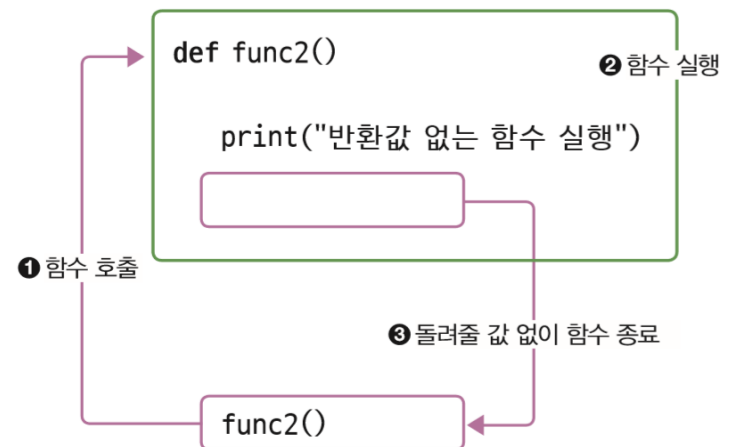 def func2()
❷ 함수 실행
print("반환값 없는 함수 실행")
❶ 함수 호출
❸ 돌려줄 값 없이 함수 종료
func2()